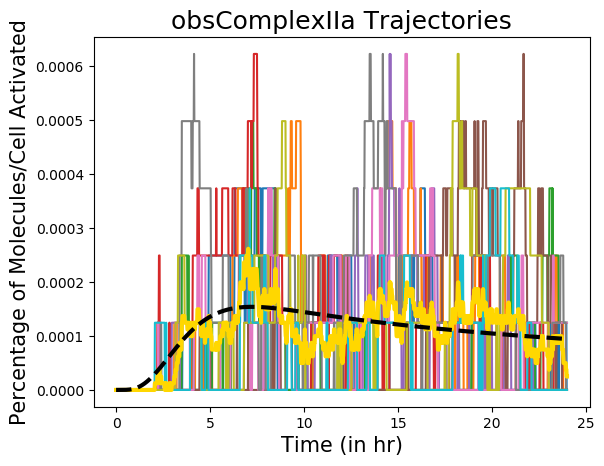 obsComplexIIa Trajectories
Percentage of Molecules/Cell Activated
0.0006
0.0005
0.0004
0.0003
0.0002
0.0001
0.0000
0 5 10 15 20 25
Time (in hr)